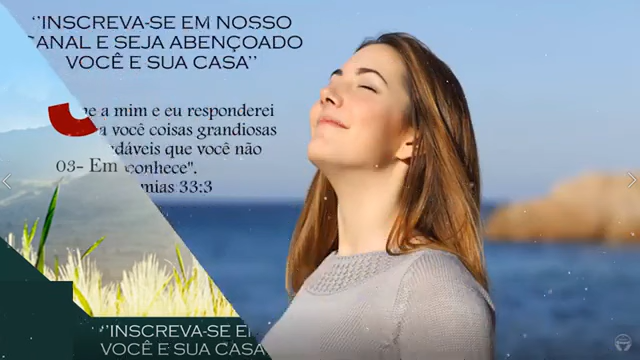 "INSCREVA-SE EM NOSSO
CANAL E SEJA ABENÇOADO
VOCÊ E SUA CASA"
e a mim e eu responderei
a você coisas grandiosas
dáveis que você não
03- Em conhece".
mias 33:3
"INSCREVA-SE E
VOCÊ E SUA CASA